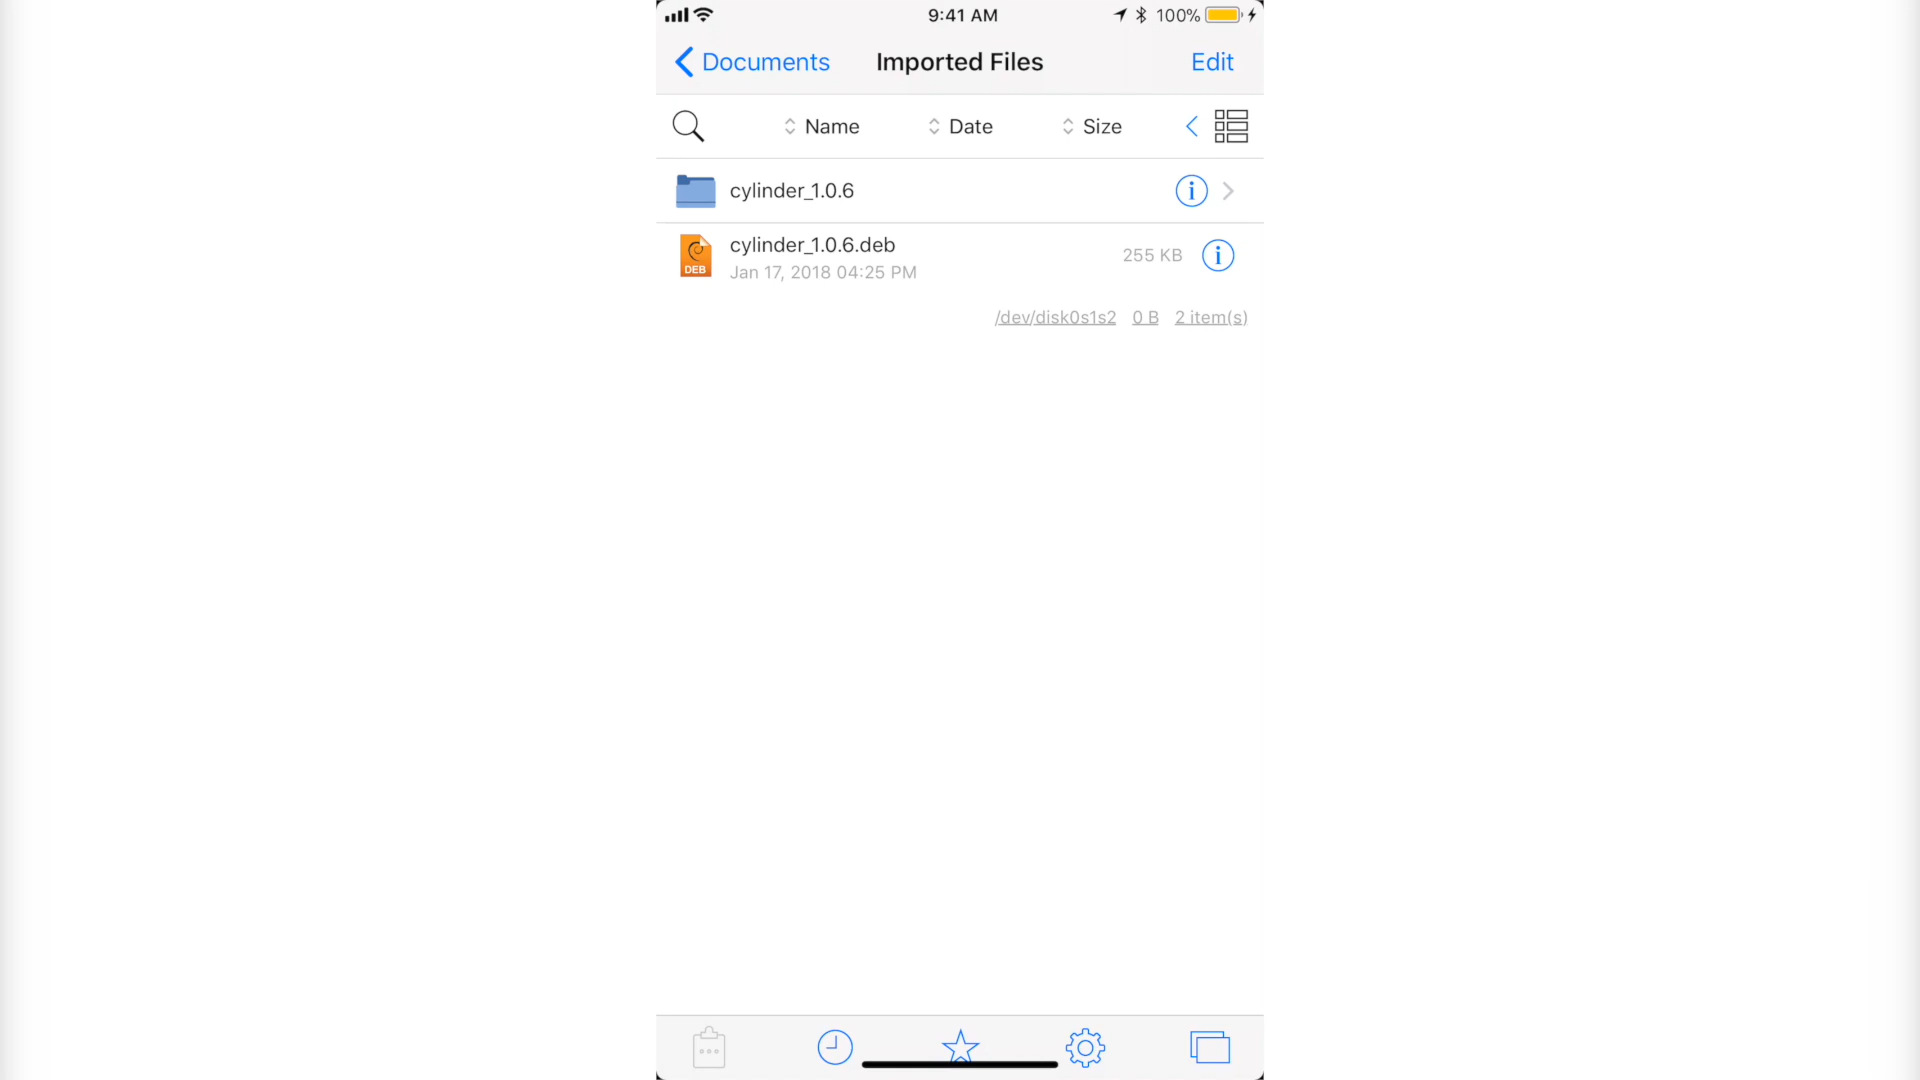 9:41 AM 100%
Documents Imported Files Edit
Name Date Size
cylinder_1.0.6
cylinder_1.0.6.deb
DEB
Jan 17, 2018 04:25 PM
255 KB
/dev/disk0s1s2 0 B 2 item(s)